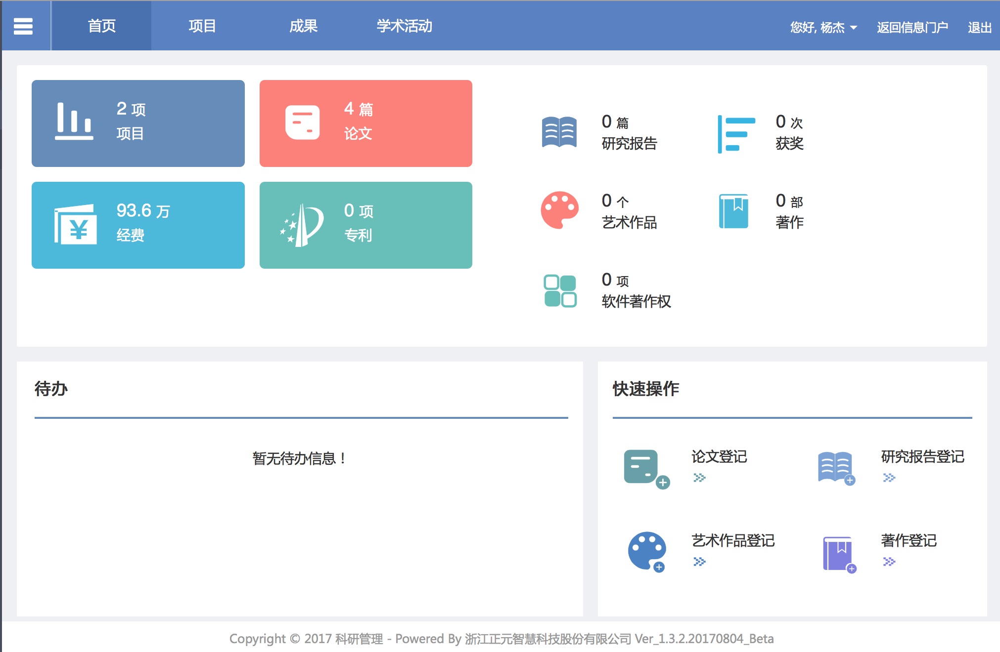 首页
项目
成果
学术活动
您好, 杨杰
返回信息门户
退出
2 项
项目
4 篇
论文
93.6 万
经费
0 项
专利
0 篇
研究报告
0 次
获奖
0 个
艺术作品
0 部
著作
0 项
软件著作权
待办
暂无待办信息！
快速操作
论文登记
研究报告登记
艺术作品登记
著作登记
Copyright © 2017 科研管理 - Powered By 浙江正元智慧科技股份有限公司 Ver_1.3.2.20170804_Beta